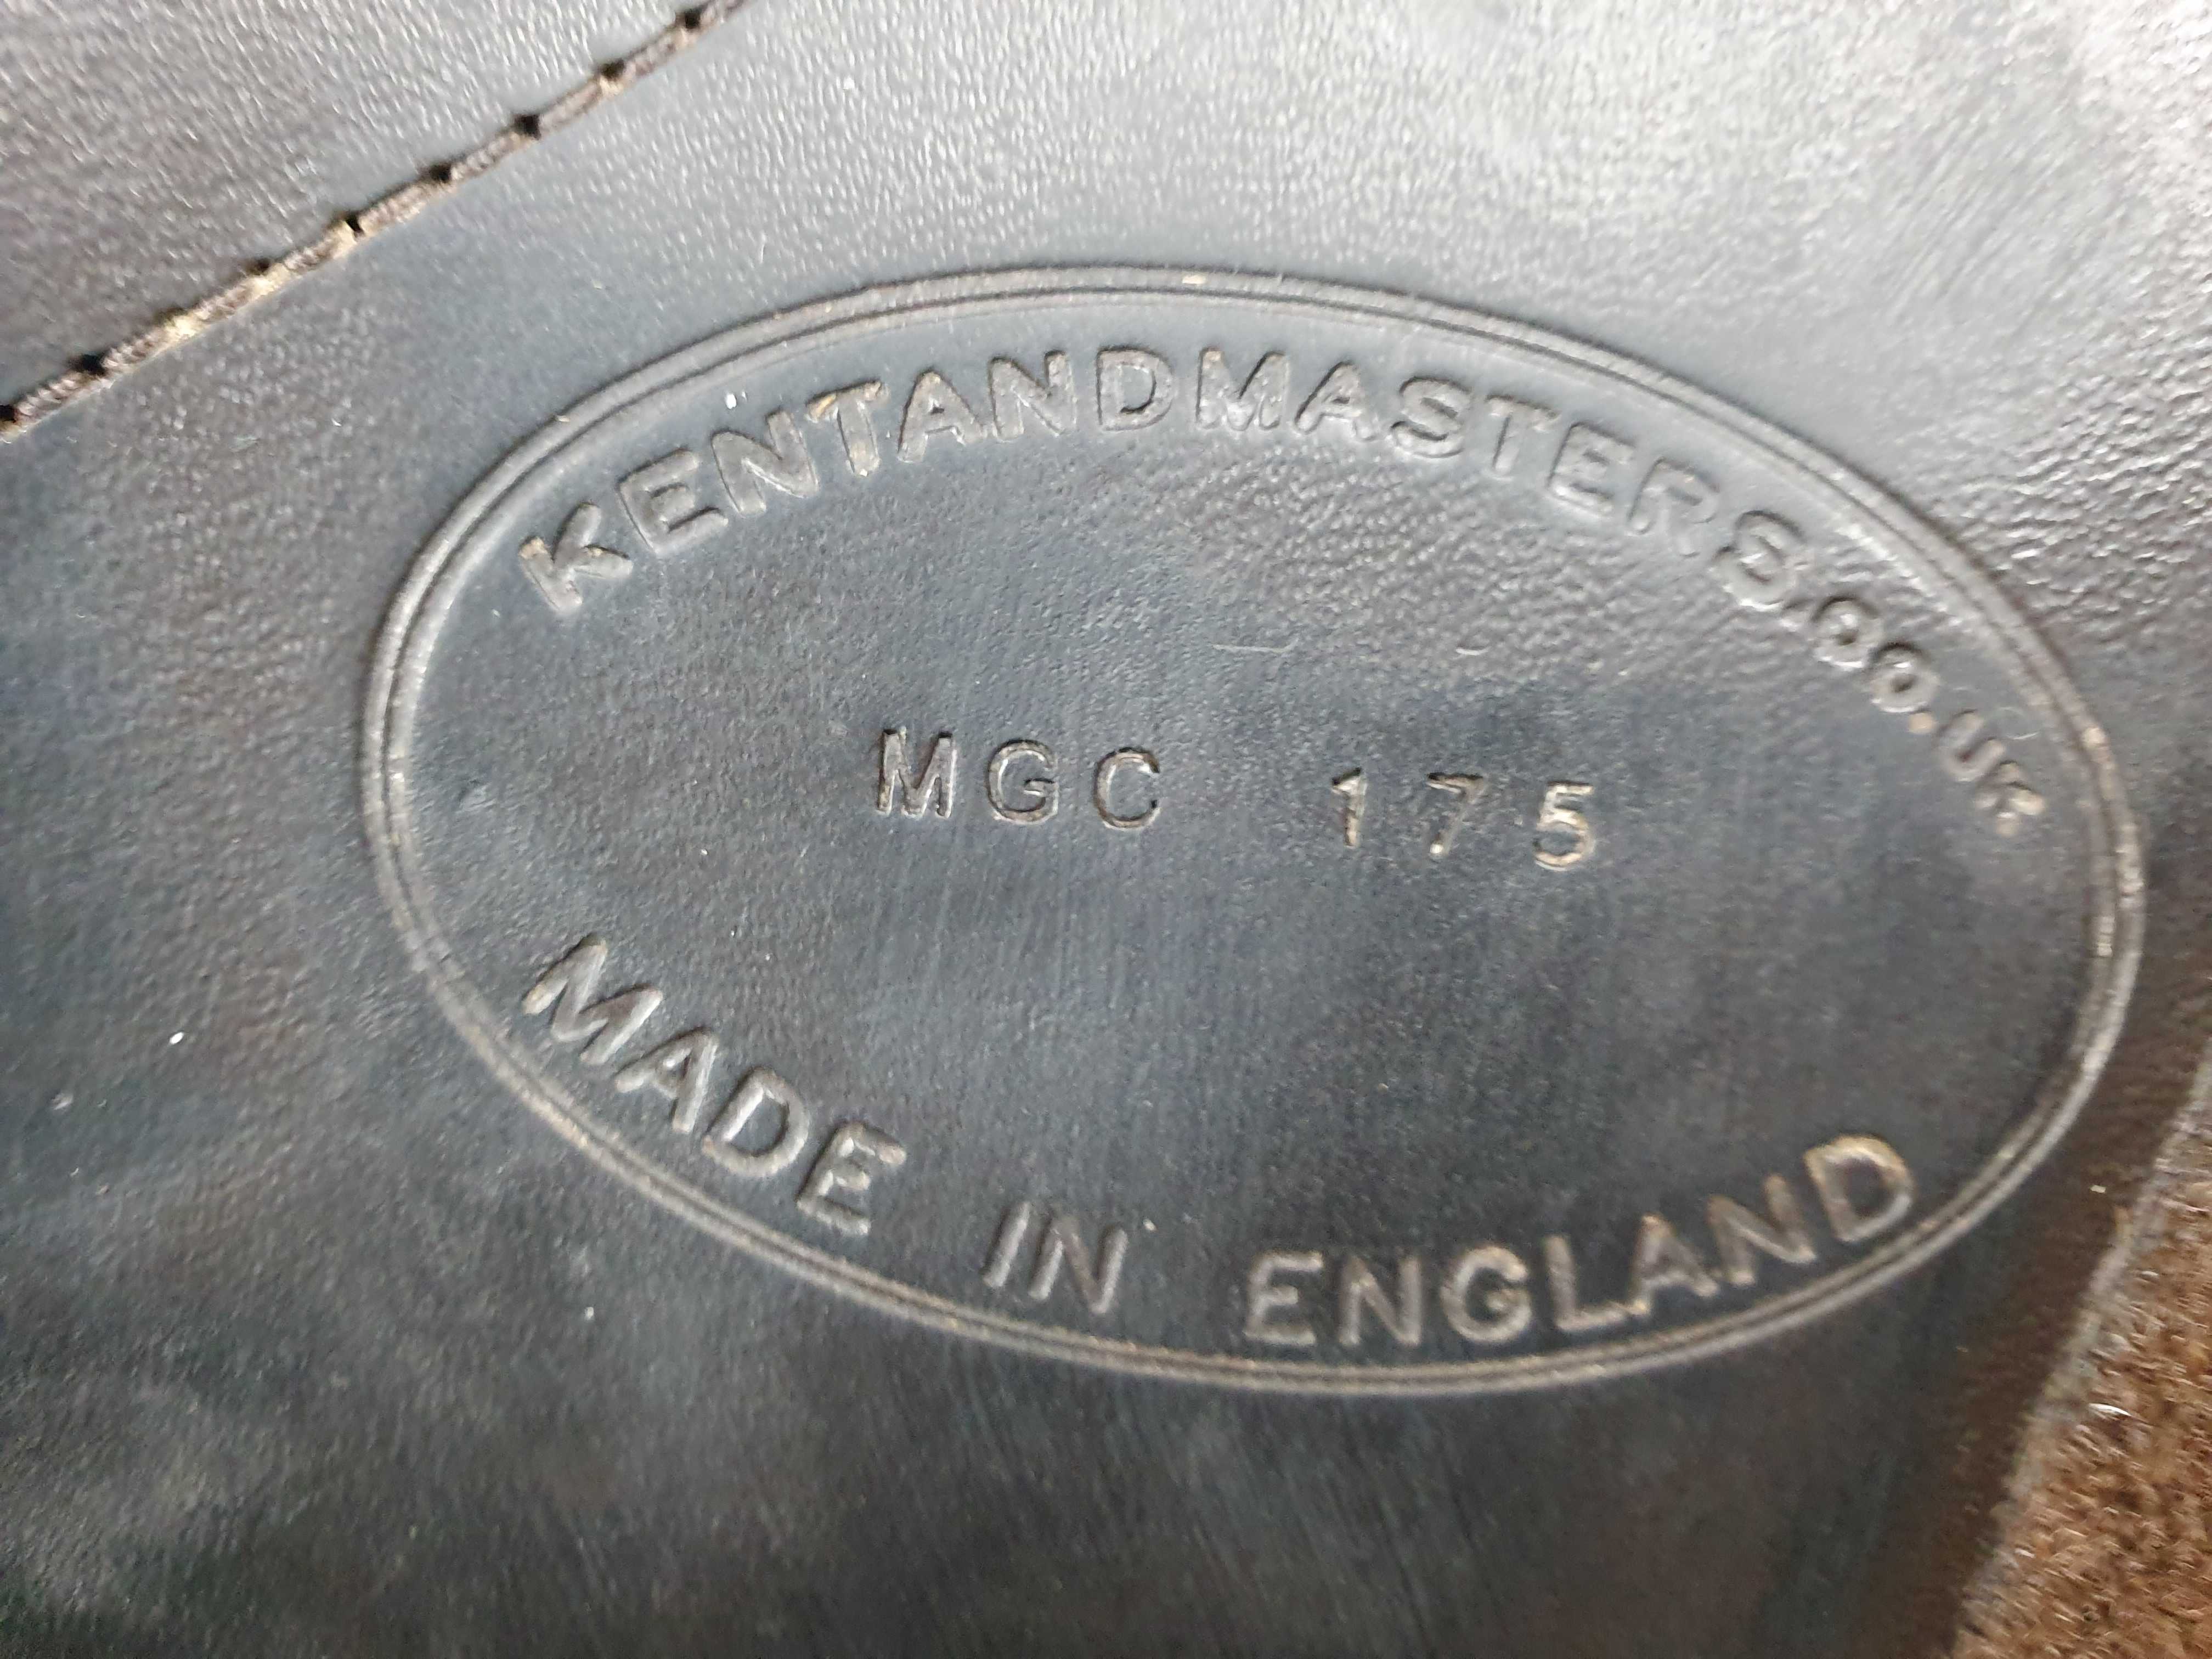 KENTANDMASTERS.CO.UK
MGC 175
MADE IN ENGLAND